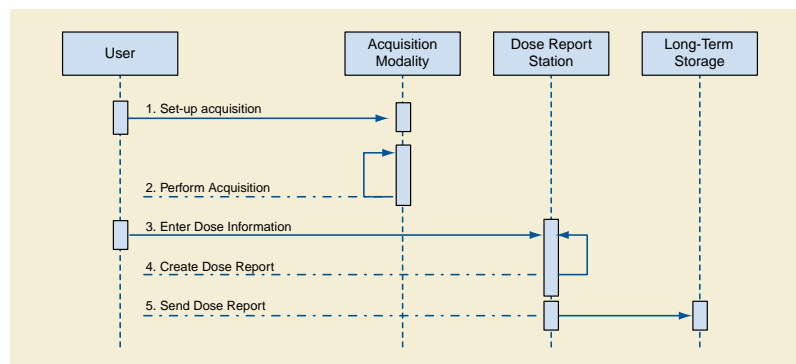 User
Acquisition
Modality
Dose Report
Station
Long-Term
Storage
1. Set-up acquisition
2. Perform Acquisition
3. Enter Dose Information
4. Create Dose Report
5. Send Dose Report